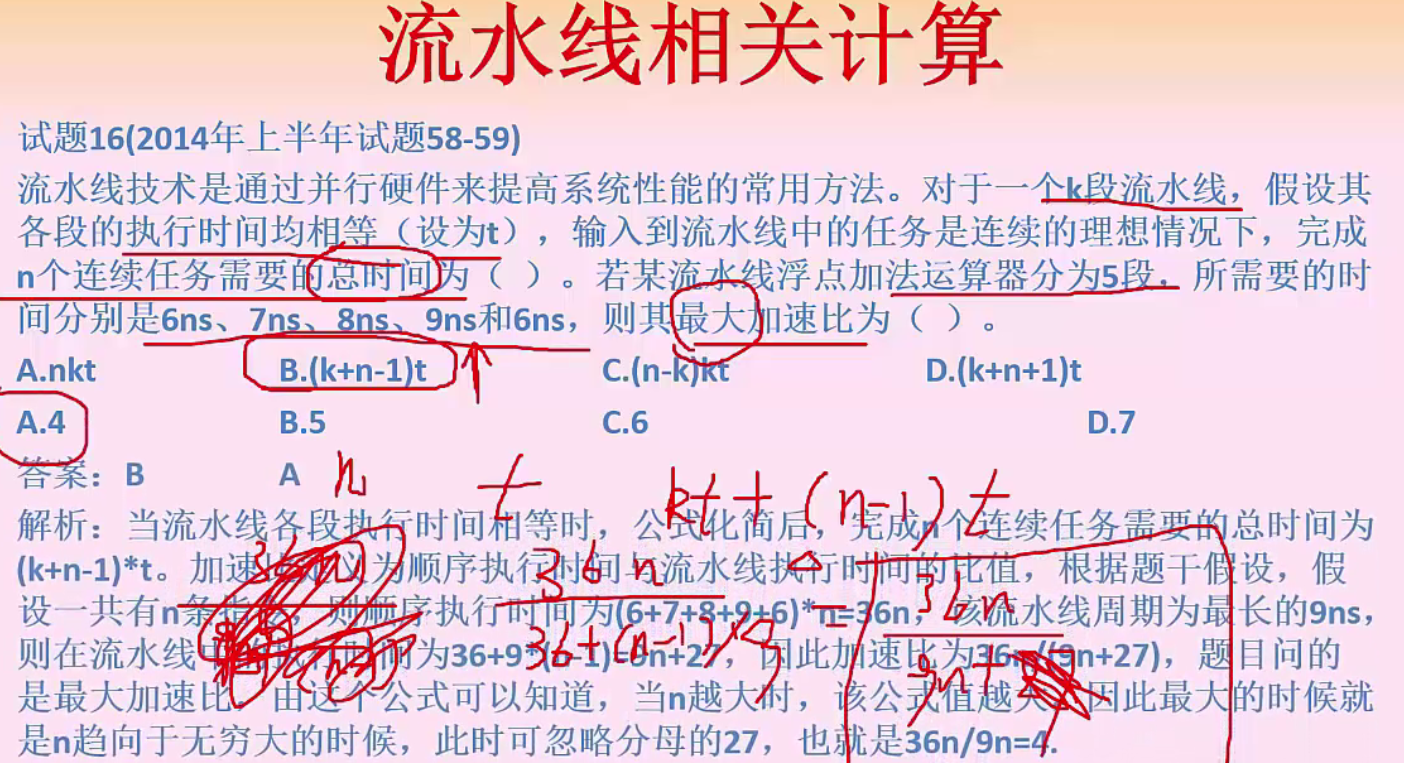 流水线相关计算
试题16(2014年上半年试题58-59)
流水线技术是通过并行硬件来提高系统性能的常用方法。对于一个k段流水线，假设其
各段的执行时间均相等（设为t），输入到流水线中的任务是连续的理想情况下，完成
n个连续任务需要的总时间为（ ）。若某流水线浮点加法运算器分为5段，所需要的时
间分别是6ns、7ns、8ns、9ns和6ns，则其最大加速比为（ ）。
A.nkt B.(k+n-1)t C.(n-k)kt D.(k+n+1)t
A.4 B.5 C.6 D.7
答案：B A
n t kt+(n-1)t
解析：当流水线各段执行时间相等时，公式化简后，完成n个连续任务需要的总时间为
(k+n-1)*t。加速比定义为顺序执行时间与流水线执行时间的比值，根据题干假设，假
设一共有n条指令，则顺序执行时间为(6+7+8+9+6)*n=36n，该流水线周期为最长的9ns，
则在流水线 时间为36+9*(n-1)=9n+27，因此加速比为36n/(9n+27)，题目问的
是最大加速比。由这个公式可以知道，当n越大时，该公式值越大，因此最大的时候就
是n趋向于无穷大的时候，此时可忽略分母的27，也就是36n/9n=4.
36n
36+(n-1)*9
=
36n
9n+